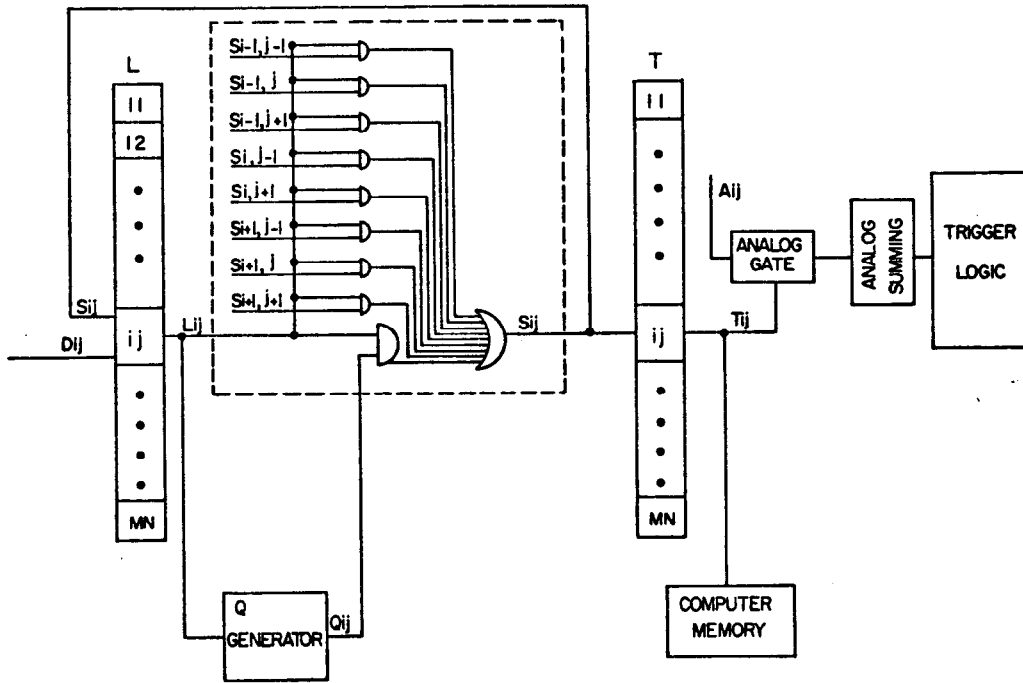 L
11
12
Sij
ij
Dij
MN
Lij
Si-1, j-1
Si-1, j
Si-1, j+1
Si, j-1
Si, j+1
Si+1, j-1
Si+1, j
Si+1, j+1
Sij
Q
GENERATOR
Qij
T
11
ij
MN
Tij
Aij
ANALOG
GATE
ANALOG
SUMMING
TRIGGER
LOGIC
COMPUTER
MEMORY